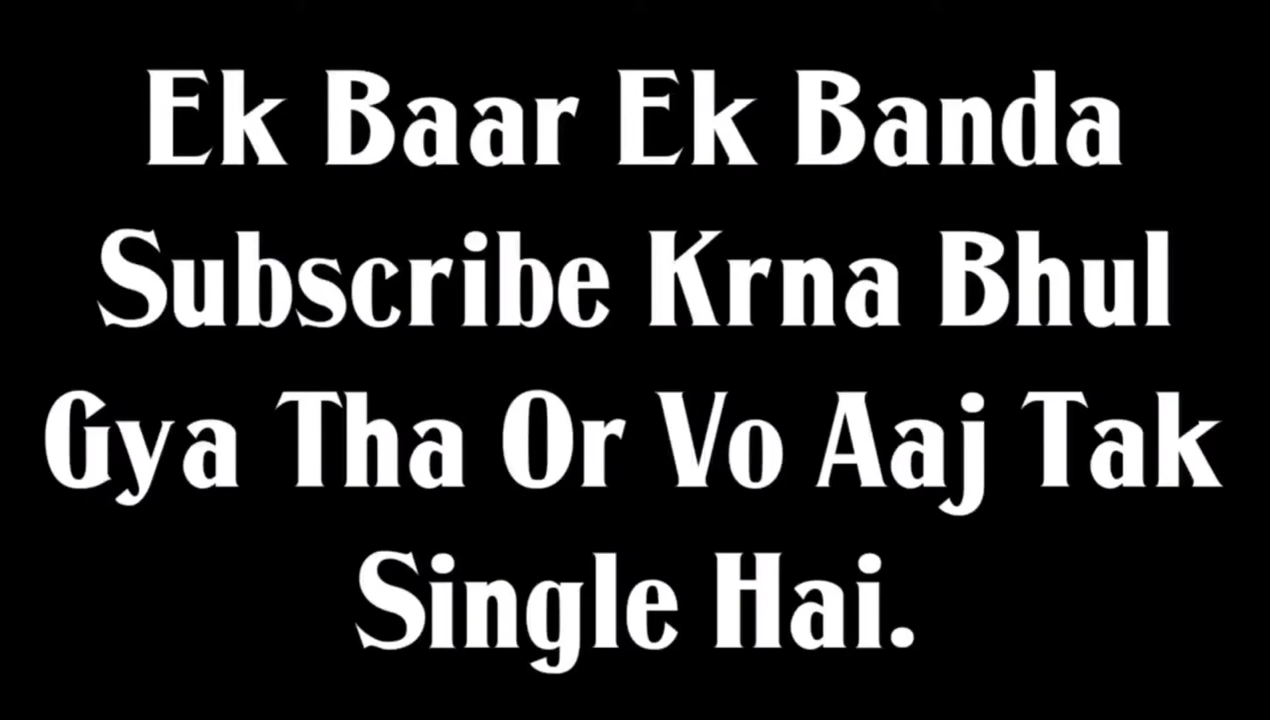 Ek Baar Ek Banda
Subscribe Krna Bhul
Gya Tha Or Vo Aaj Tak
Single Hai.